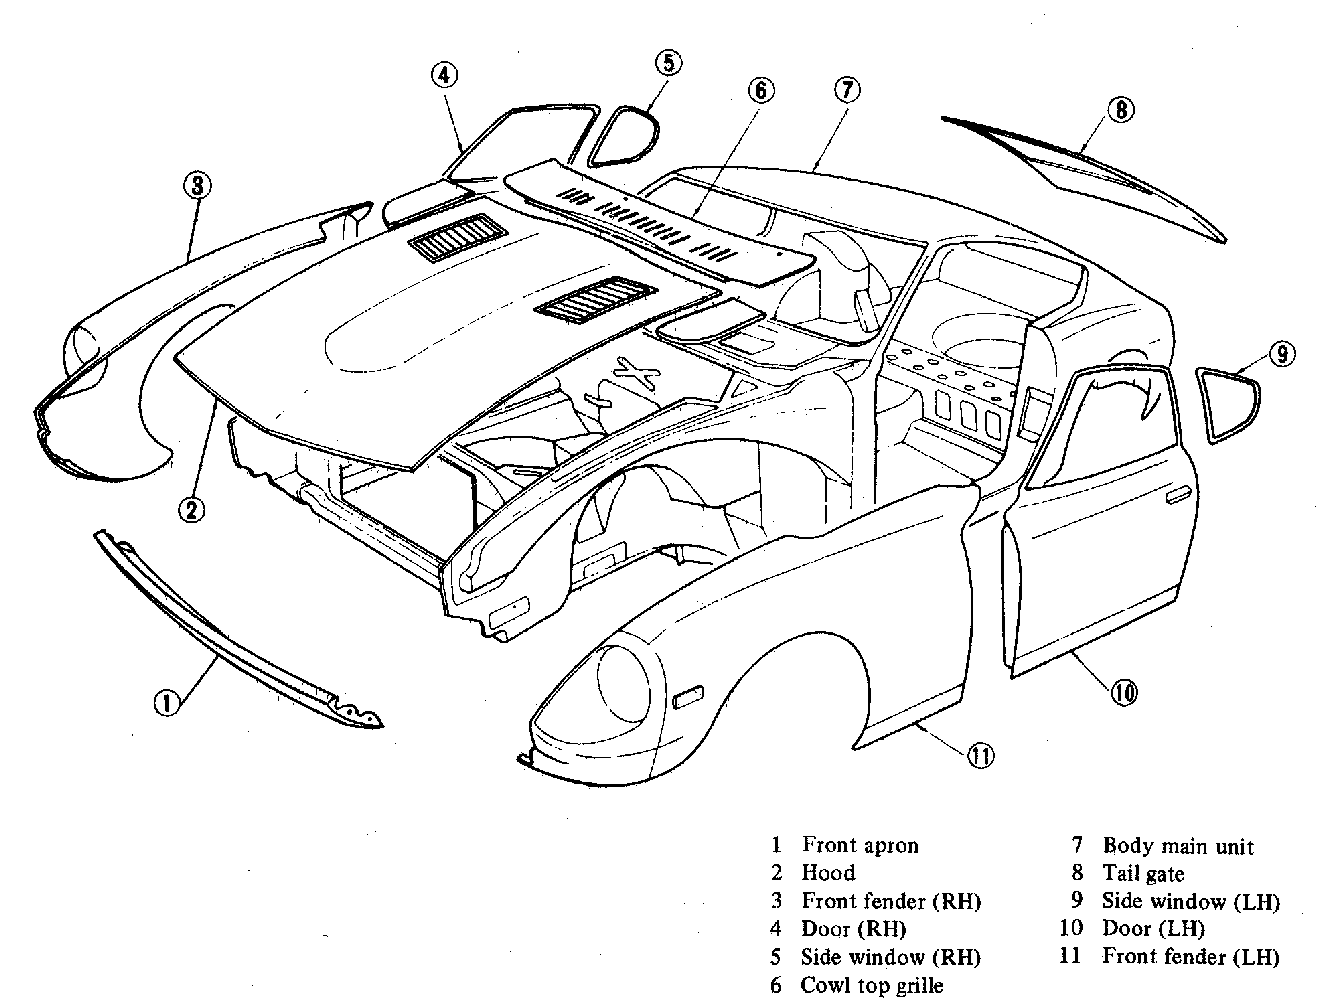 4
5
6
7
8
3
9
2
1
10
11
1 Front apron
2 Hood
3 Front fender (RH)
4 Door (RH)
5 Side window (RH)
6 Cowl top grille
7 Body main unit
8 Tail gate
9 Side window (LH)
10 Door (LH)
11 Front fender (LH)